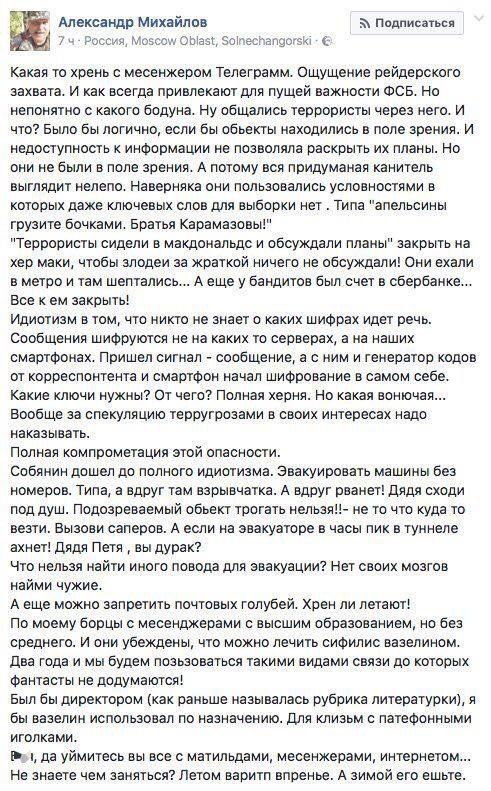 Александр Михайлов
Подписаться
7 ч · Россия, Moscow Oblast, Solnechangorski ·
Какая то хрень с месенжером Телеграмм. Ощущение рейдерского
захвата. И как всегда привлекают для пущей важности ФСБ. Но
непонятно с какого бодуна. Ну общались террористы через него. И
что? Было бы логично, если бы обьекты находились в поле зрения. И
недоступность к информации не позволяла раскрыть их планы. Но
они не были в поле зрения. А потому вся придуманая канитель
выглядит нелепо. Наверняка они пользовались условностями в
которых даже ключевых слов для выборки нет . Типа "апельсины
грузите бочками. Братья Карамазовы!"
"Террористы сидели в макдональдс и обсуждали планы" закрыть на
хер маки, чтобы злодеи за жраткой ничего не обсуждали! Они ехали
в метро и там шептались... А еще у бандитов был счет в сбербанке...
Все к ем закрыть!
Идиотизм в том, что никто не знает о каких шифрах идет речь.
Сообщения шифруются не на каких то серверах, а на наших
смартфонах. Пришел сигнал - сообщение, а с ним и генератор кодов
от корреспонтента и смартфон начал шифрование в самом себе.
Какие ключи нужны? От чего? Полная херня. Но какая вонючая...
Вообще за спекуляцию терругрозами в своих интересах надо
наказывать.
Полная компрометация этой опасности.
Собянин дошел до полного идиотизма. Эвакуировать машины без
номеров. Типа, а вдруг там взрывчатка. А вдруг рванет! Дядя сходи
под душ. Подозреваемый обьект трогать нельзя!!- не то что куда то
везти. Вызови саперов. А если на эвакуаторе в часы пик в туннеле
ахнет! Дядя Петя , вы дурак?
Что нельзя найти иного повода для эвакуации? Нет своих мозгов
найми чужие.
А еще можно запретить почтовых голубей. Хрен ли летают!
По моему борцы с месенджерами с высшим образованием, но без
среднего. И они убеждены, что можно лечить сифилис вазелином.
Два года и мы будем позьзоваться такими видами связи до которых
фантасты не додумаются!
Был бы директором (как раньше называлась рубрика литературки), я
бы вазелин использовал по назначению. Для клизьм с патефонными
иголками.
да уймитесь вы все с матильдами, месенжерами, интернетом...
Не знаете чем заняться? Летом варитп впренье. А зимой его ештьте.